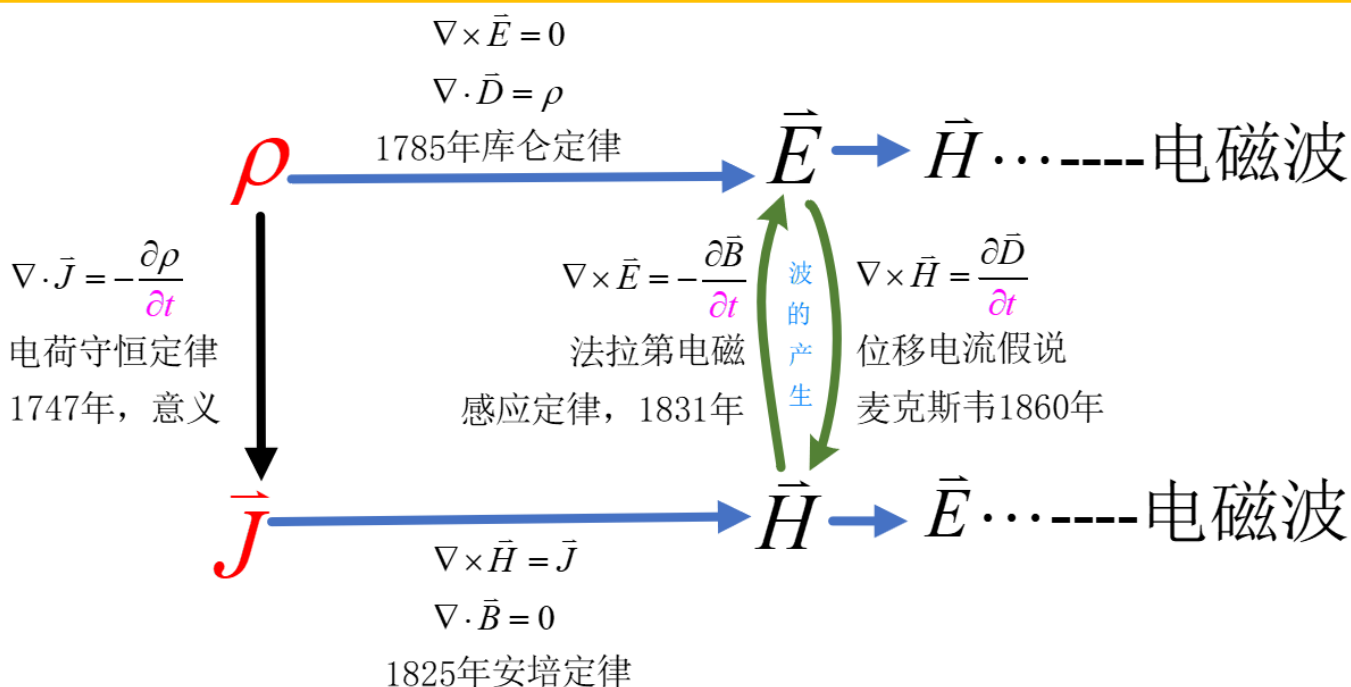 ∇×E⃗=0
∇·D⃗=ρ
1785年库仑定律
ρ
E⃗
H⃗···----电磁波
∇·J⃗=-∂ρ/∂t
电荷守恒定律
1747年，意义
∇×E⃗=-∂B⃗/∂t
法拉第电磁
感应定律，1831年
波
的
产
生
∇×H⃗=∂D⃗/∂t
位移电流假说
麦克斯韦1860年
J⃗
H⃗
E⃗···----电磁波
∇×H⃗=J⃗
∇·B⃗=0
1825年安培定律